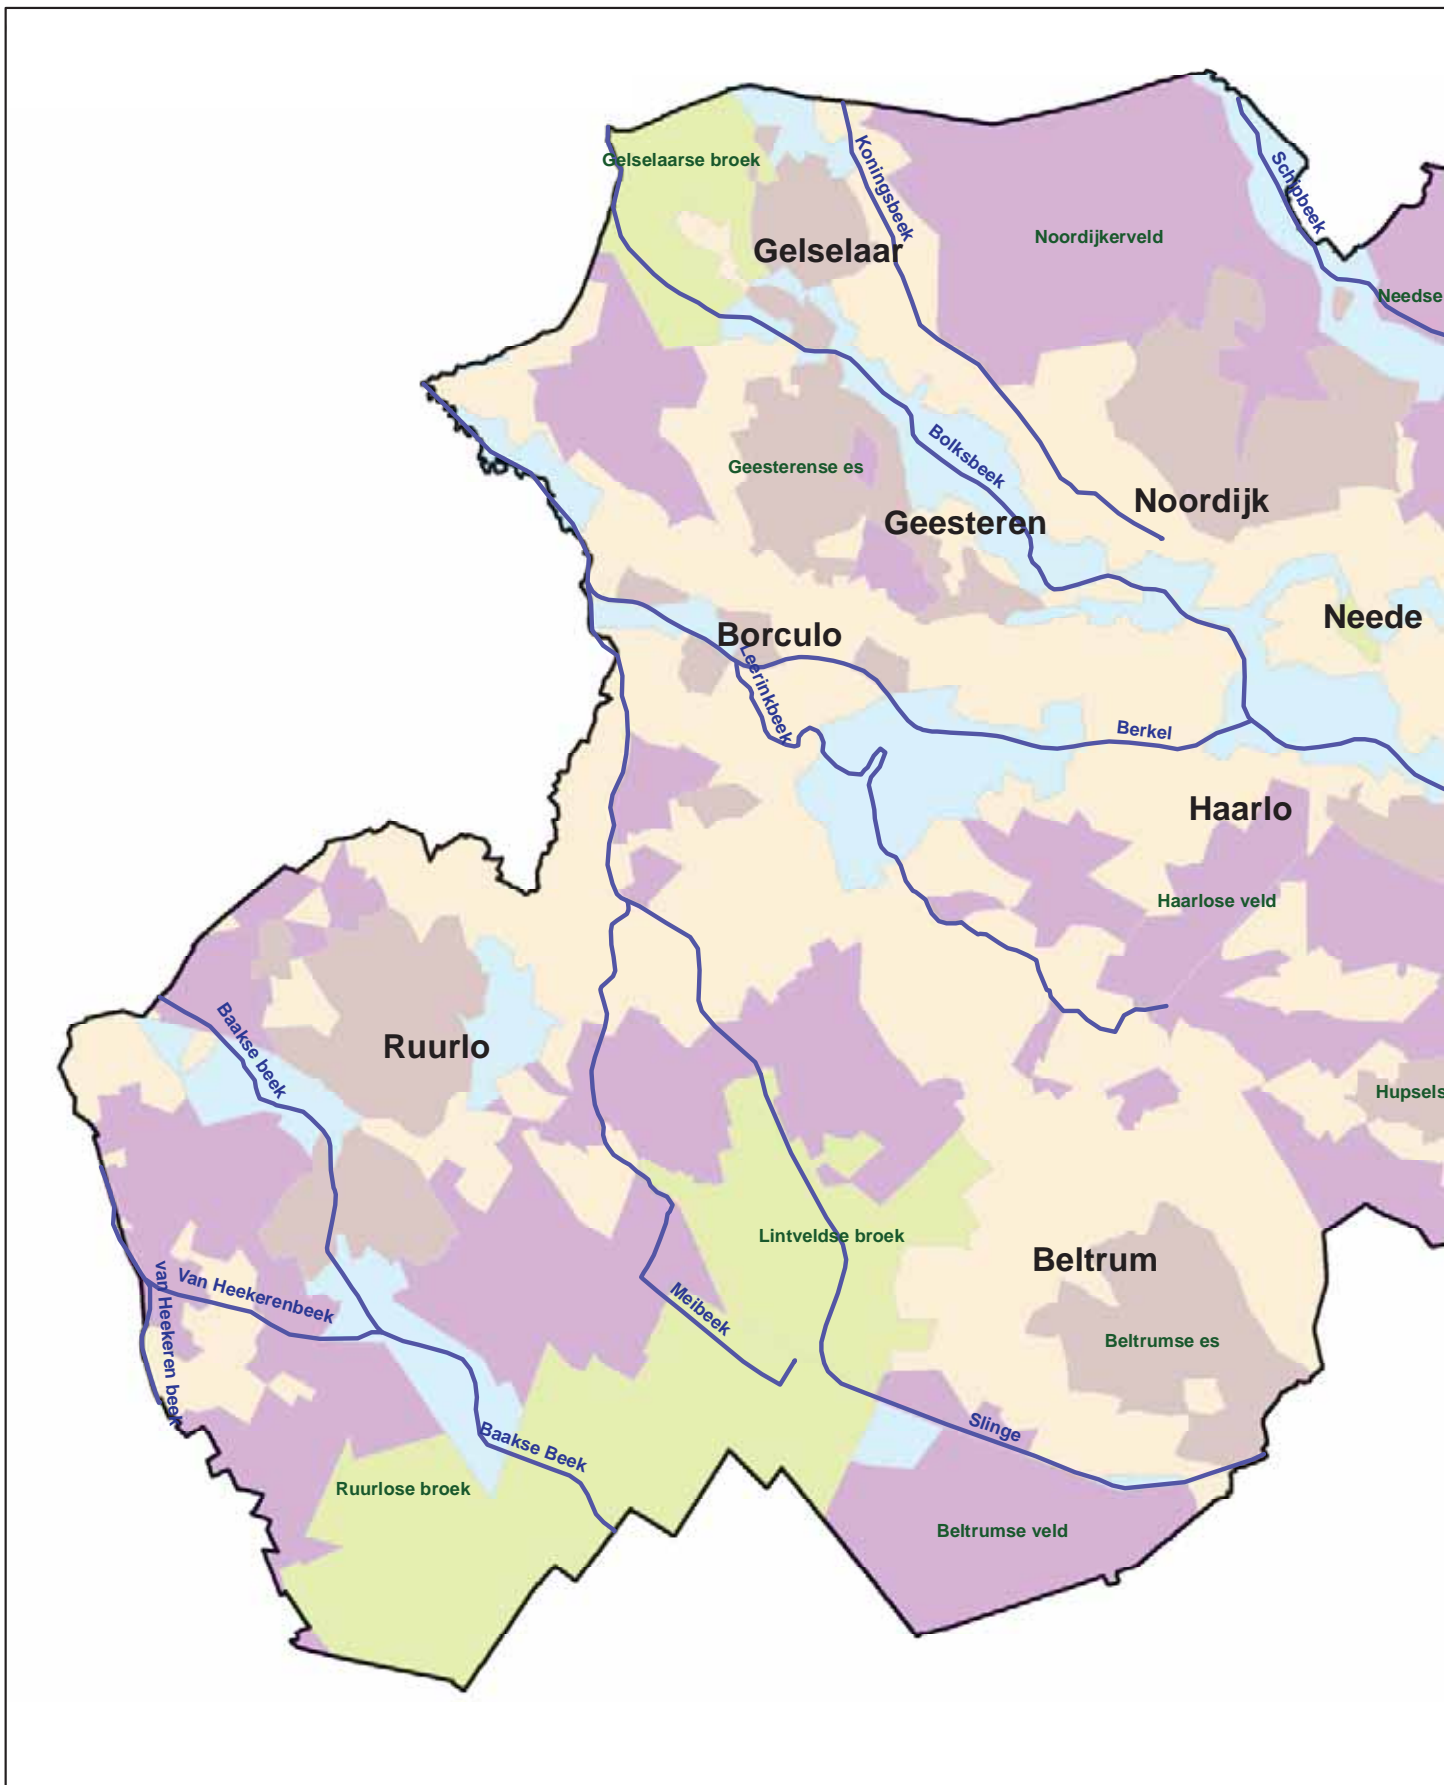 Gelselaarse broek
Koningsbeek
Schipbeek
Gelselaar
Noordijkerveld
Needse
Bolksbeek
Geesterense es
Noordijk
Geesteren
Neede
Borculo
Leerinkbeek
Berkel
Haarlo
Haarlose veld
Baakse beek
Ruurlo
Hupsels
Lintveldse broek
Beltrum
Van Heekerenbeek
van Heekeren beek
Meibeek
Beltrumse es
Slinge
Baakse Beek
Ruurlose broek
Beltrumse veld